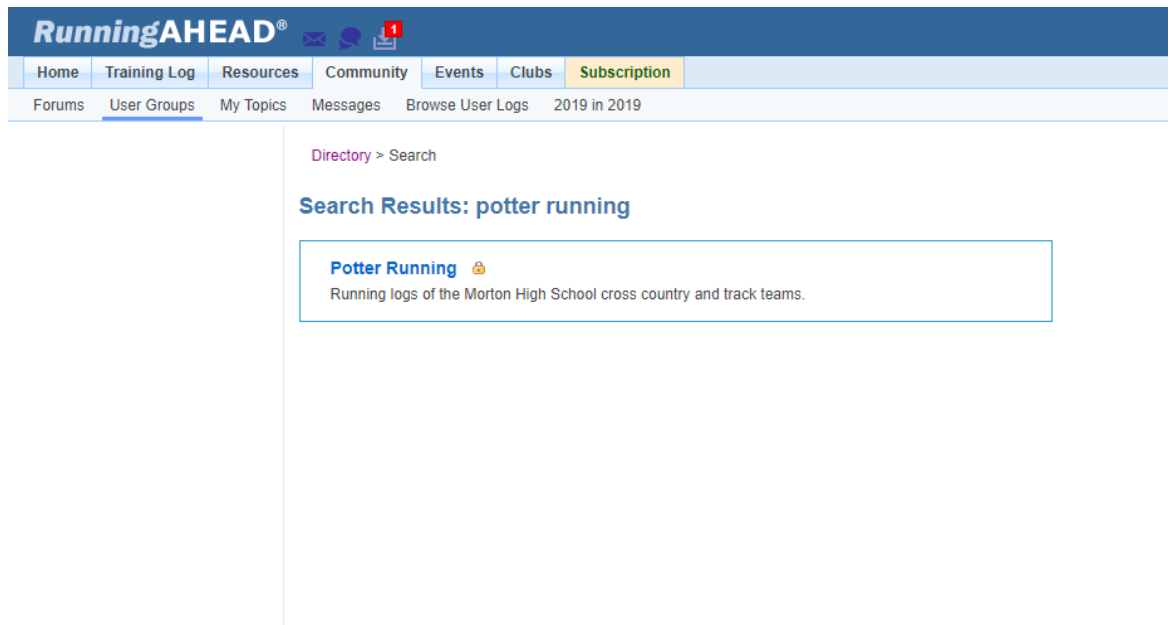 RunningAHEAD®
1
Home Training Log Resources Community Events Clubs Subscription
Forums User Groups My Topics Messages Browse User Logs 2019 in 2019
Directory > Search
Search Results: potter running
Potter Running
Running logs of the Morton High School cross country and track teams.